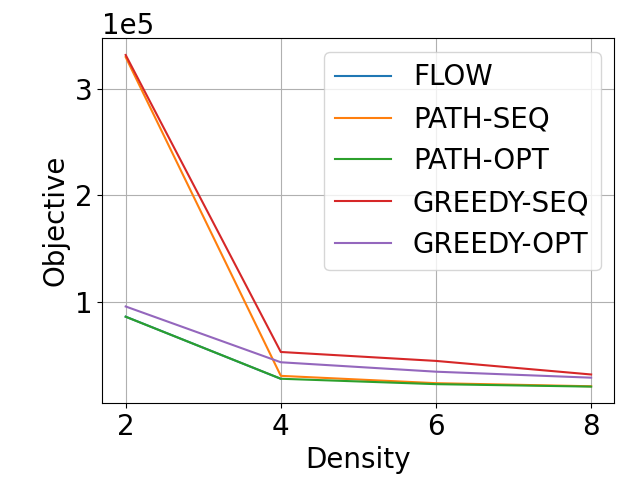 1e5
3
2
1
Objective
FLOW
PATH-SEQ
PATH-OPT
GREEDY-SEQ
GREEDY-OPT
2 4 6 8
Density